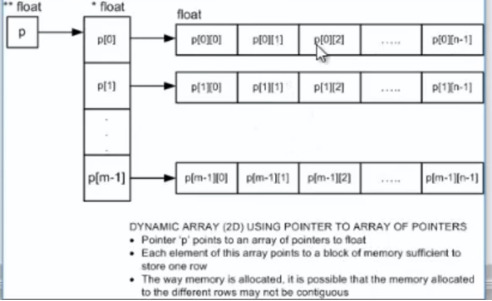 ** float * float float
p p[0] p[0][0] p[0][1] p[0][2] ..... p[0][n-1]
p[1] p[1][0] p[1][1] p[1][2] ..... p[1][n-1]
.
.
.
p[m-1] p[m-1][0] p[m-1][1] p[m-1][2] ..... p[m-1][n-1]
DYNAMIC ARRAY (2D) USING POINTER TO ARRAY OF POINTERS
• Pointer 'p' points to an array of pointers to float
• Each element of this array points to a block of memory sufficient to
store one row
• The way memory is allocated, it is possible that the memory allocated
to the different rows may not be contiguous